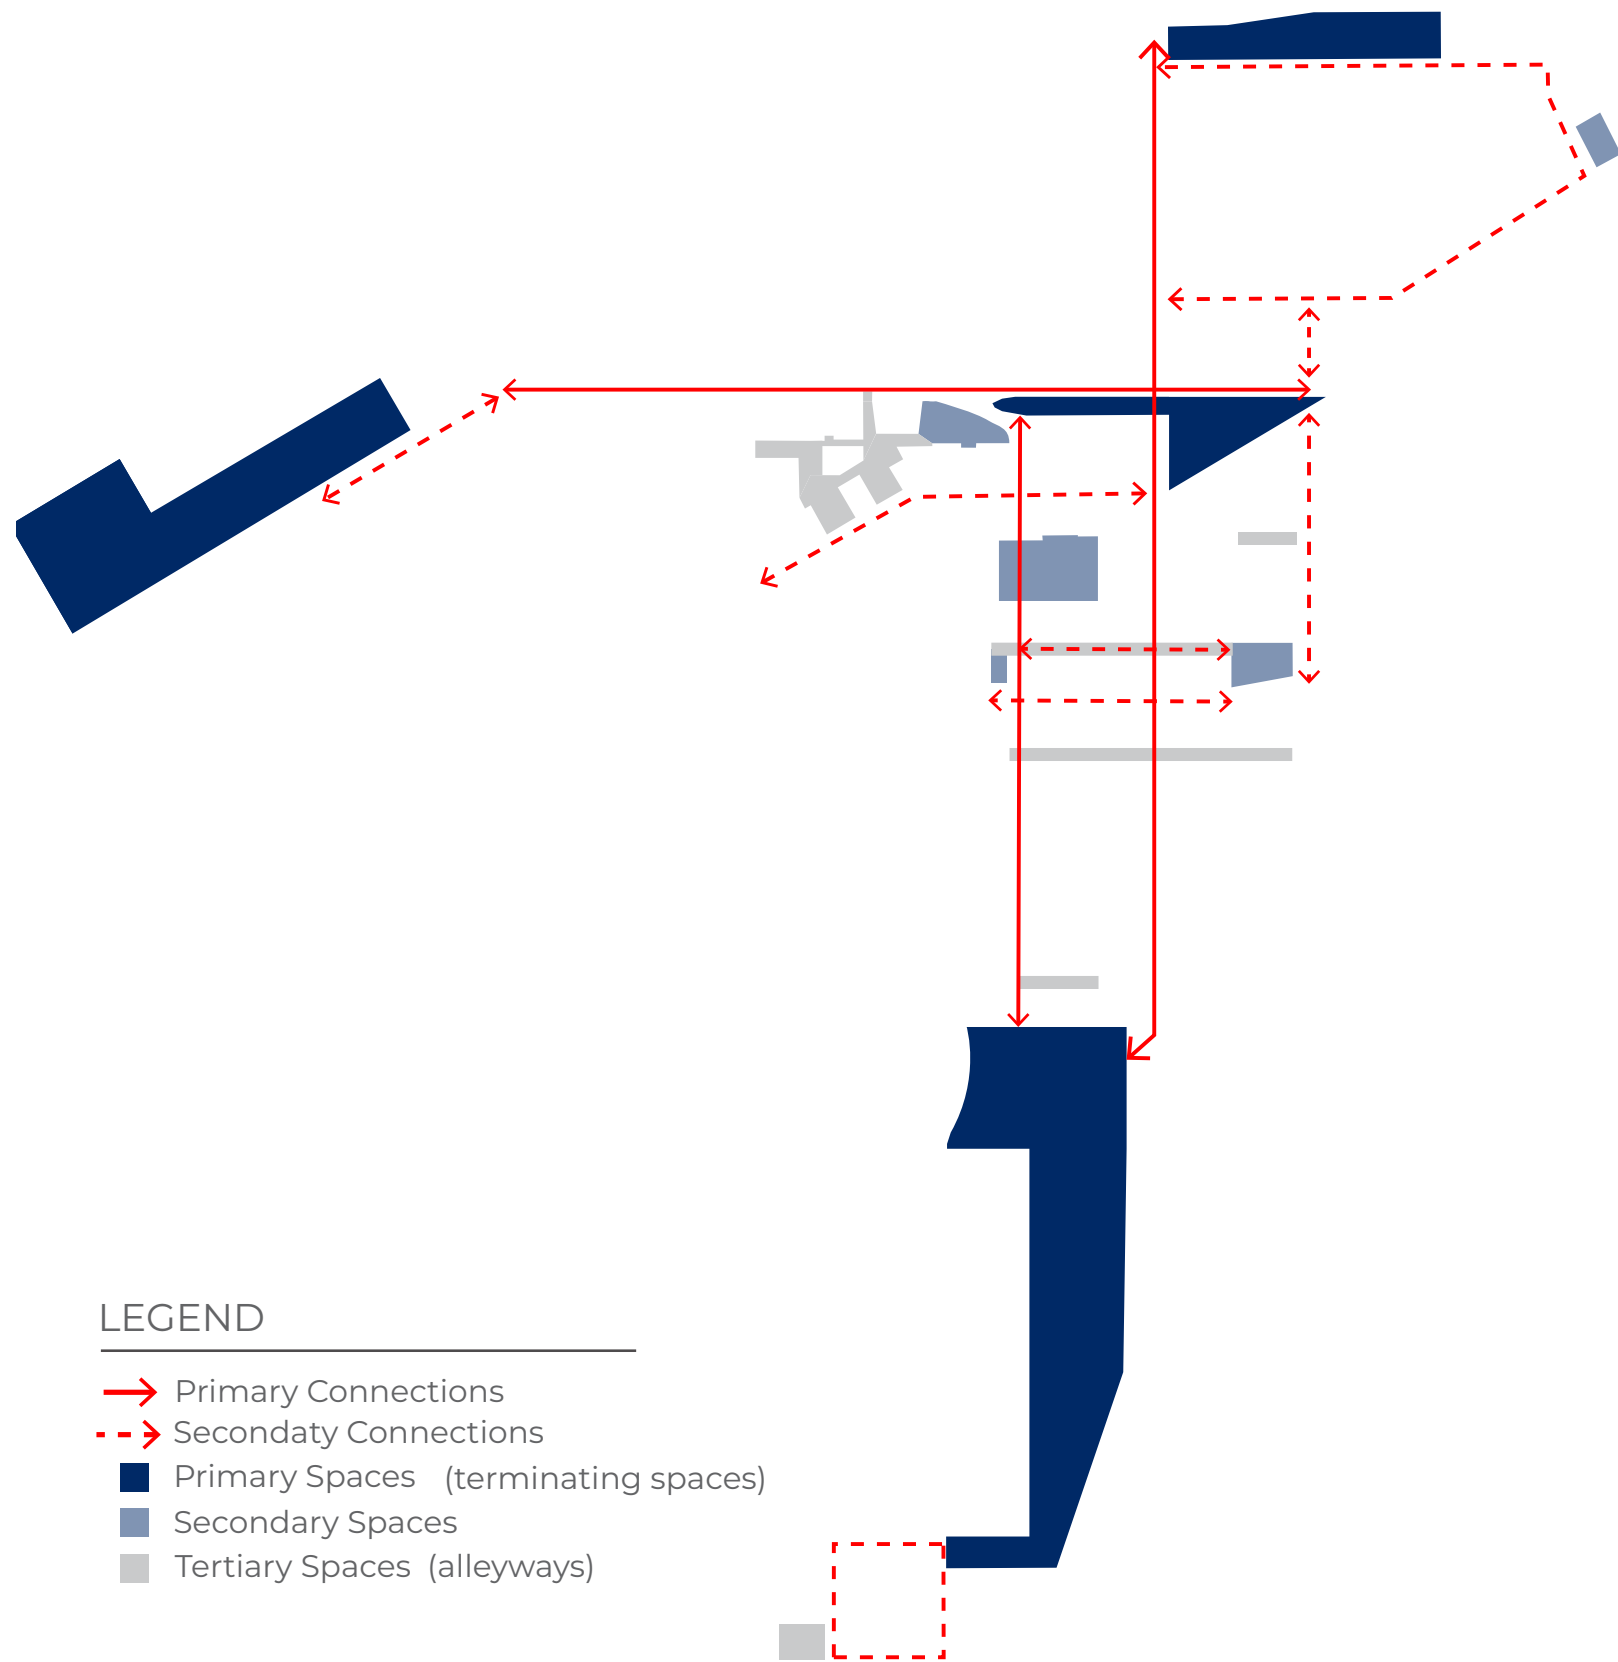 LEGEND
Primary Connections
Secondaty Connections
Primary Spaces (terminating spaces)
Secondary Spaces
Tertiary Spaces (alleyways)